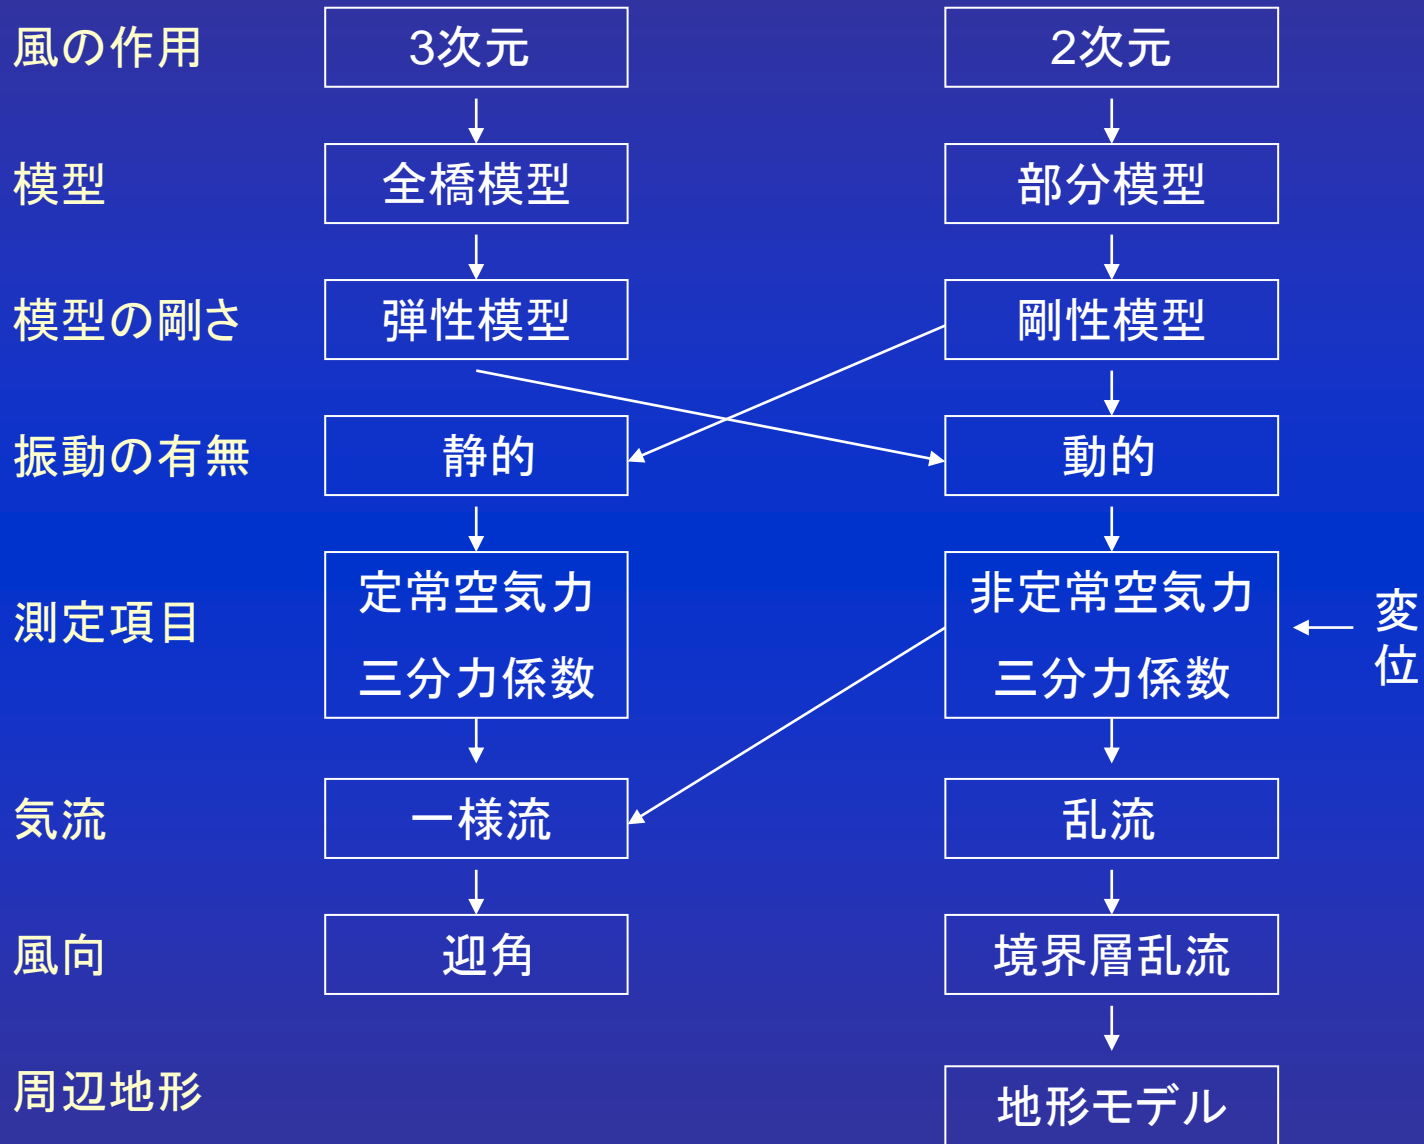 風の作用 3次元 2次元
模型 全橋模型 部分模型
模型の剛さ 弾性模型 剛性模型
振動の有無 静的 動的
測定項目 定常空気力 非定常空気力 変位
三分力係数 三分力係数
気流 一様流 乱流
風向 迎角 境界層乱流
周辺地形 地形モデル